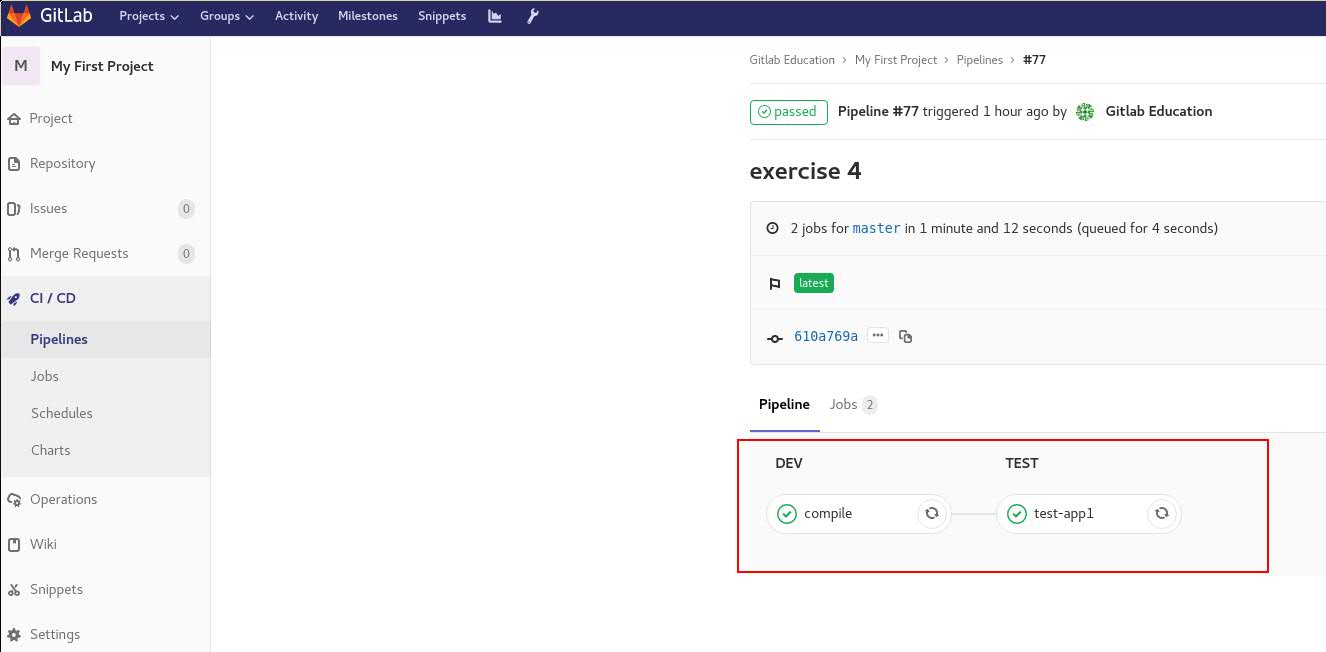 GitLab Projects Groups Activity Milestones Snippets
M My First Project
Project
Repository
Issues 0
Merge Requests 0
CI / CD
Pipelines
Jobs
Schedules
Charts
Operations
Wiki
Snippets
Settings
Gitlab Education › My First Project › Pipelines › #77
passed Pipeline #77 triggered 1 hour ago by Gitlab Education
exercise 4
2 jobs for master in 1 minute and 12 seconds (queued for 4 seconds)
latest
610a769a ...
Pipeline Jobs 2
DEV TEST
compile test-app1